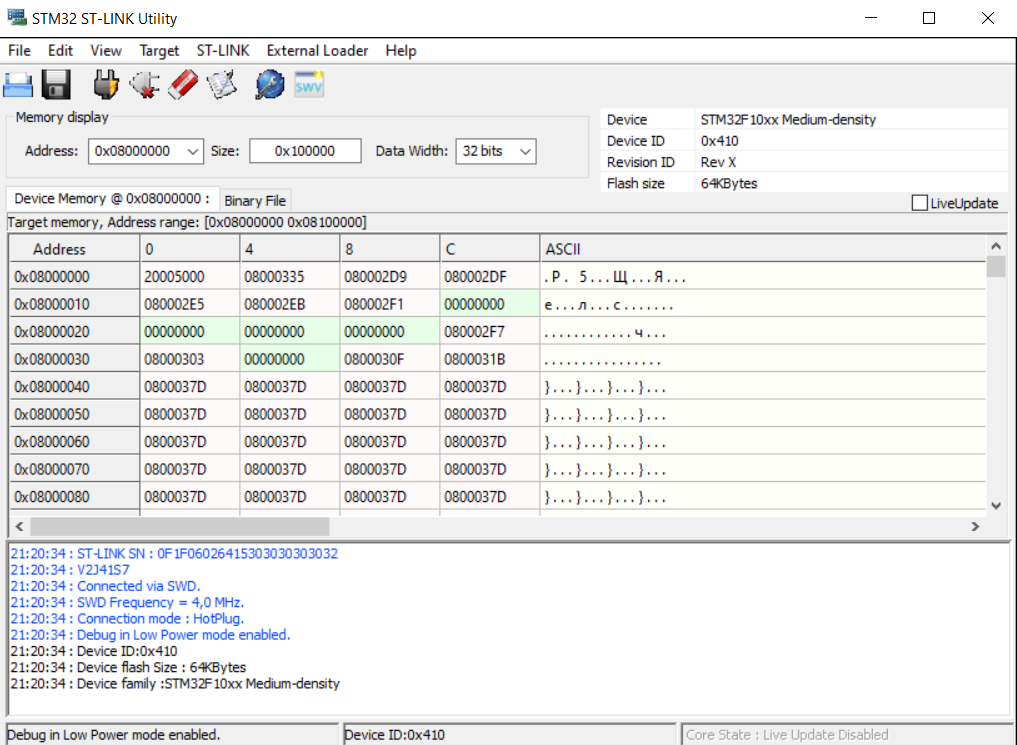 STM32 ST-LINK Utility
File Edit View Target ST-LINK External Loader Help
SWV
Memory display
Address: 0x08000000 Size: 0x100000 Data Width: 32 bits
Device STM32F10xx Medium-density
Device ID 0x410
Revision ID Rev X
Flash size 64KBytes
LiveUpdate
Device Memory @ 0x08000000 : Binary File
Target memory, Address range: [0x08000000 0x08100000]
Address 0 4 8 C ASCII
0x08000000 20005000 08000335 080002D9 080002DF .P. 5...Щ...Я...
0x08000010 080002E5 080002EB 080002F1 00000000 е...л...с.......
0x08000020 00000000 00000000 00000000 080002F7 ............ч...
0x08000030 08000303 00000000 0800030F 0800031B ................
0x08000040 0800037D 0800037D 0800037D 0800037D }...}...}...}...
0x08000050 0800037D 0800037D 0800037D 0800037D }...}...}...}...
0x08000060 0800037D 0800037D 0800037D 0800037D }...}...}...}...
0x08000070 0800037D 0800037D 0800037D 0800037D }...}...}...}...
0x08000080 0800037D 0800037D 0800037D 0800037D }...}...}...}...
21:20:34 : ST-LINK SN : 0F1F06026415303030303032
21:20:34 : V2J41S7
21:20:34 : Connected via SWD.
21:20:34 : SWD Frequency = 4,0 MHz.
21:20:34 : Connection mode : HotPlug.
21:20:34 : Debug in Low Power mode enabled.
21:20:34 : Device ID:0x410
21:20:34 : Device flash Size : 64KBytes
21:20:34 : Device family :STM32F10xx Medium-density
Debug in Low Power mode enabled. Device ID:0x410 Core State : Live Update Disabled